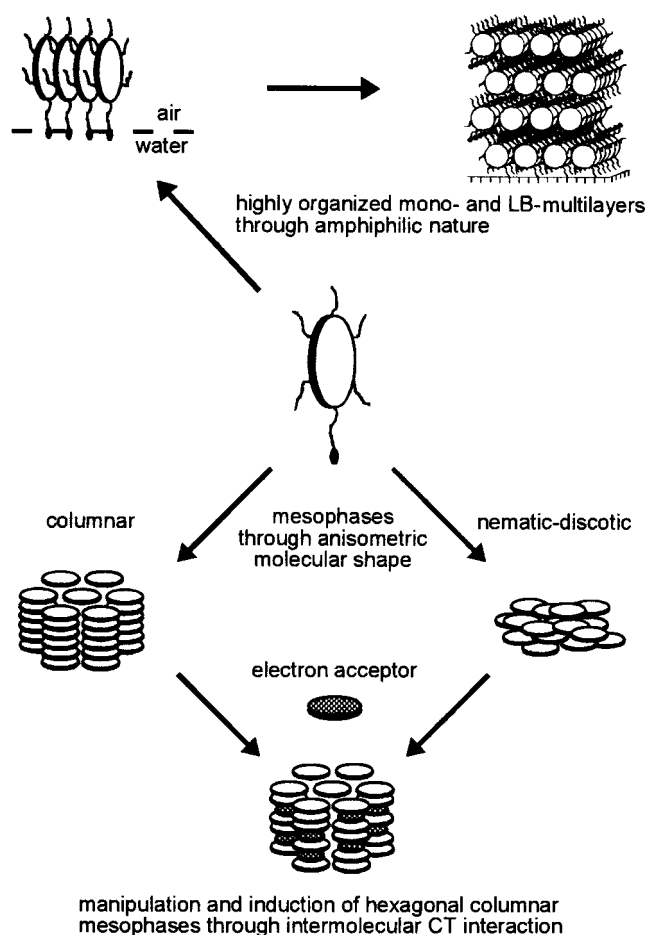 air
water
highly organized mono- and LB-multilayers
through amphiphilic nature
columnar
mesophases
through anisometric
molecular shape
nematic-discotic
electron acceptor
manipulation and induction of hexagonal columnar
mesophases through intermolecular CT interaction